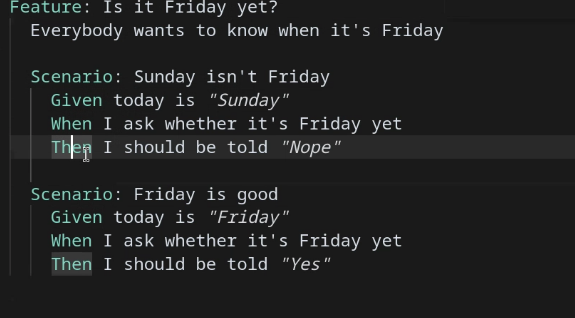 Feature: Is it Friday yet?
Everybody wants to know when it's Friday
Scenario: Sunday isn't Friday
Given today is "Sunday"
When I ask whether it's Friday yet
Then I should be told "Nope"
Scenario: Friday is good
Given today is "Friday"
When I ask whether it's Friday yet
Then I should be told "Yes"